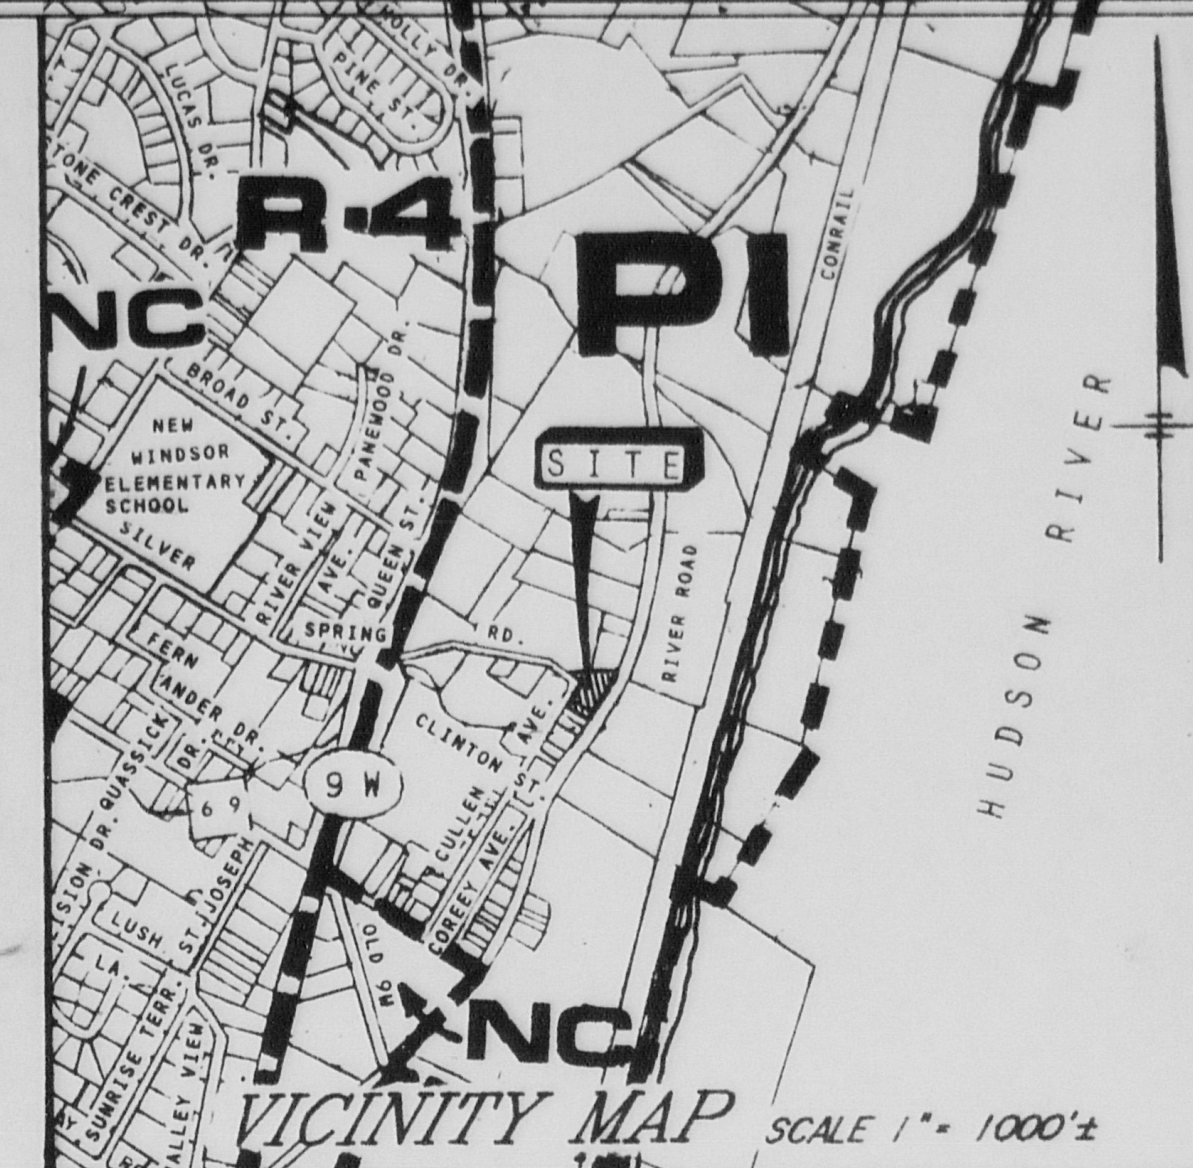 HOLLY DR.
PINE ST.
LUCAS DR.
STONE CREST DR.
R-4
PI
CONRAIL
NC
PANEWOOD DR.
BROAD ST.
NEW
WINDSOR
ELEMENTARY
SCHOOL
SILVER
SITE
RIVER VIEW
AVE.
QUEEN ST.
SPRING
RD.
RIVER ROAD
HUDSON RIVER
FERN
ANDER DR.
QUASSICK
DR.
DR.
CLINTON
AVE.
ST.
9 W
69
CULLEN
COREEY AVE.
ST. JOSEPH
LUSH
LA.
OLD 9W
SUNRISE TERR.
ALLEY VIEW
NC
VICINITY MAP
SCALE 1"= 1000'±